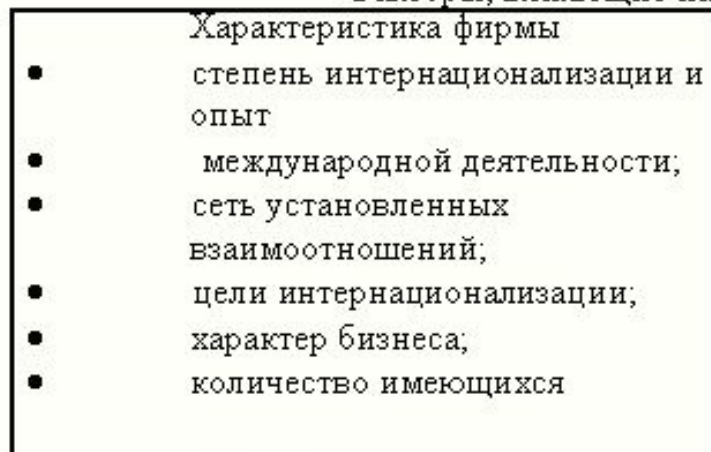 Характеристика фирмы
• степень интернационализации и
опыт
• международной деятельности;
• сеть установленных
взаимоотношений;
• цели интернационализации;
• характер бизнеса;
• количество имеющихся